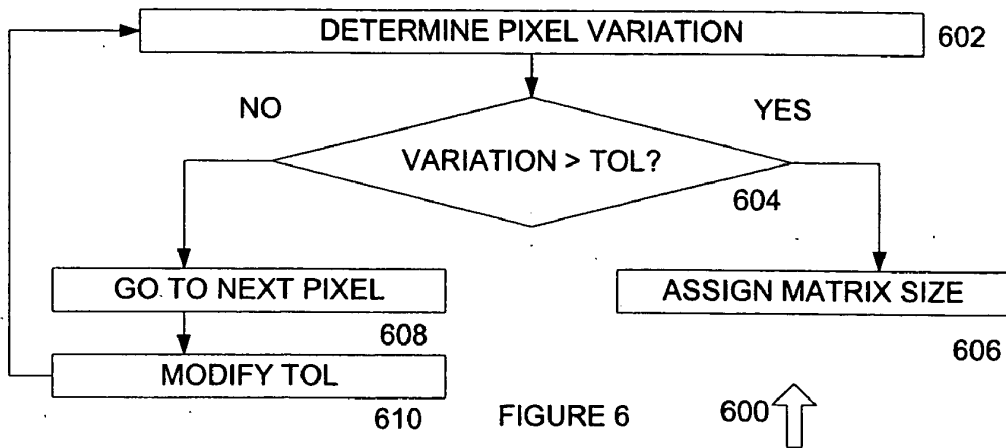 DETERMINE PIXEL VARIATION
602
NO
YES
VARIATION > TOL?
604
GO TO NEXT PIXEL
608
ASSIGN MATRIX SIZE
606
MODIFY TOL
610
FIGURE 6
600